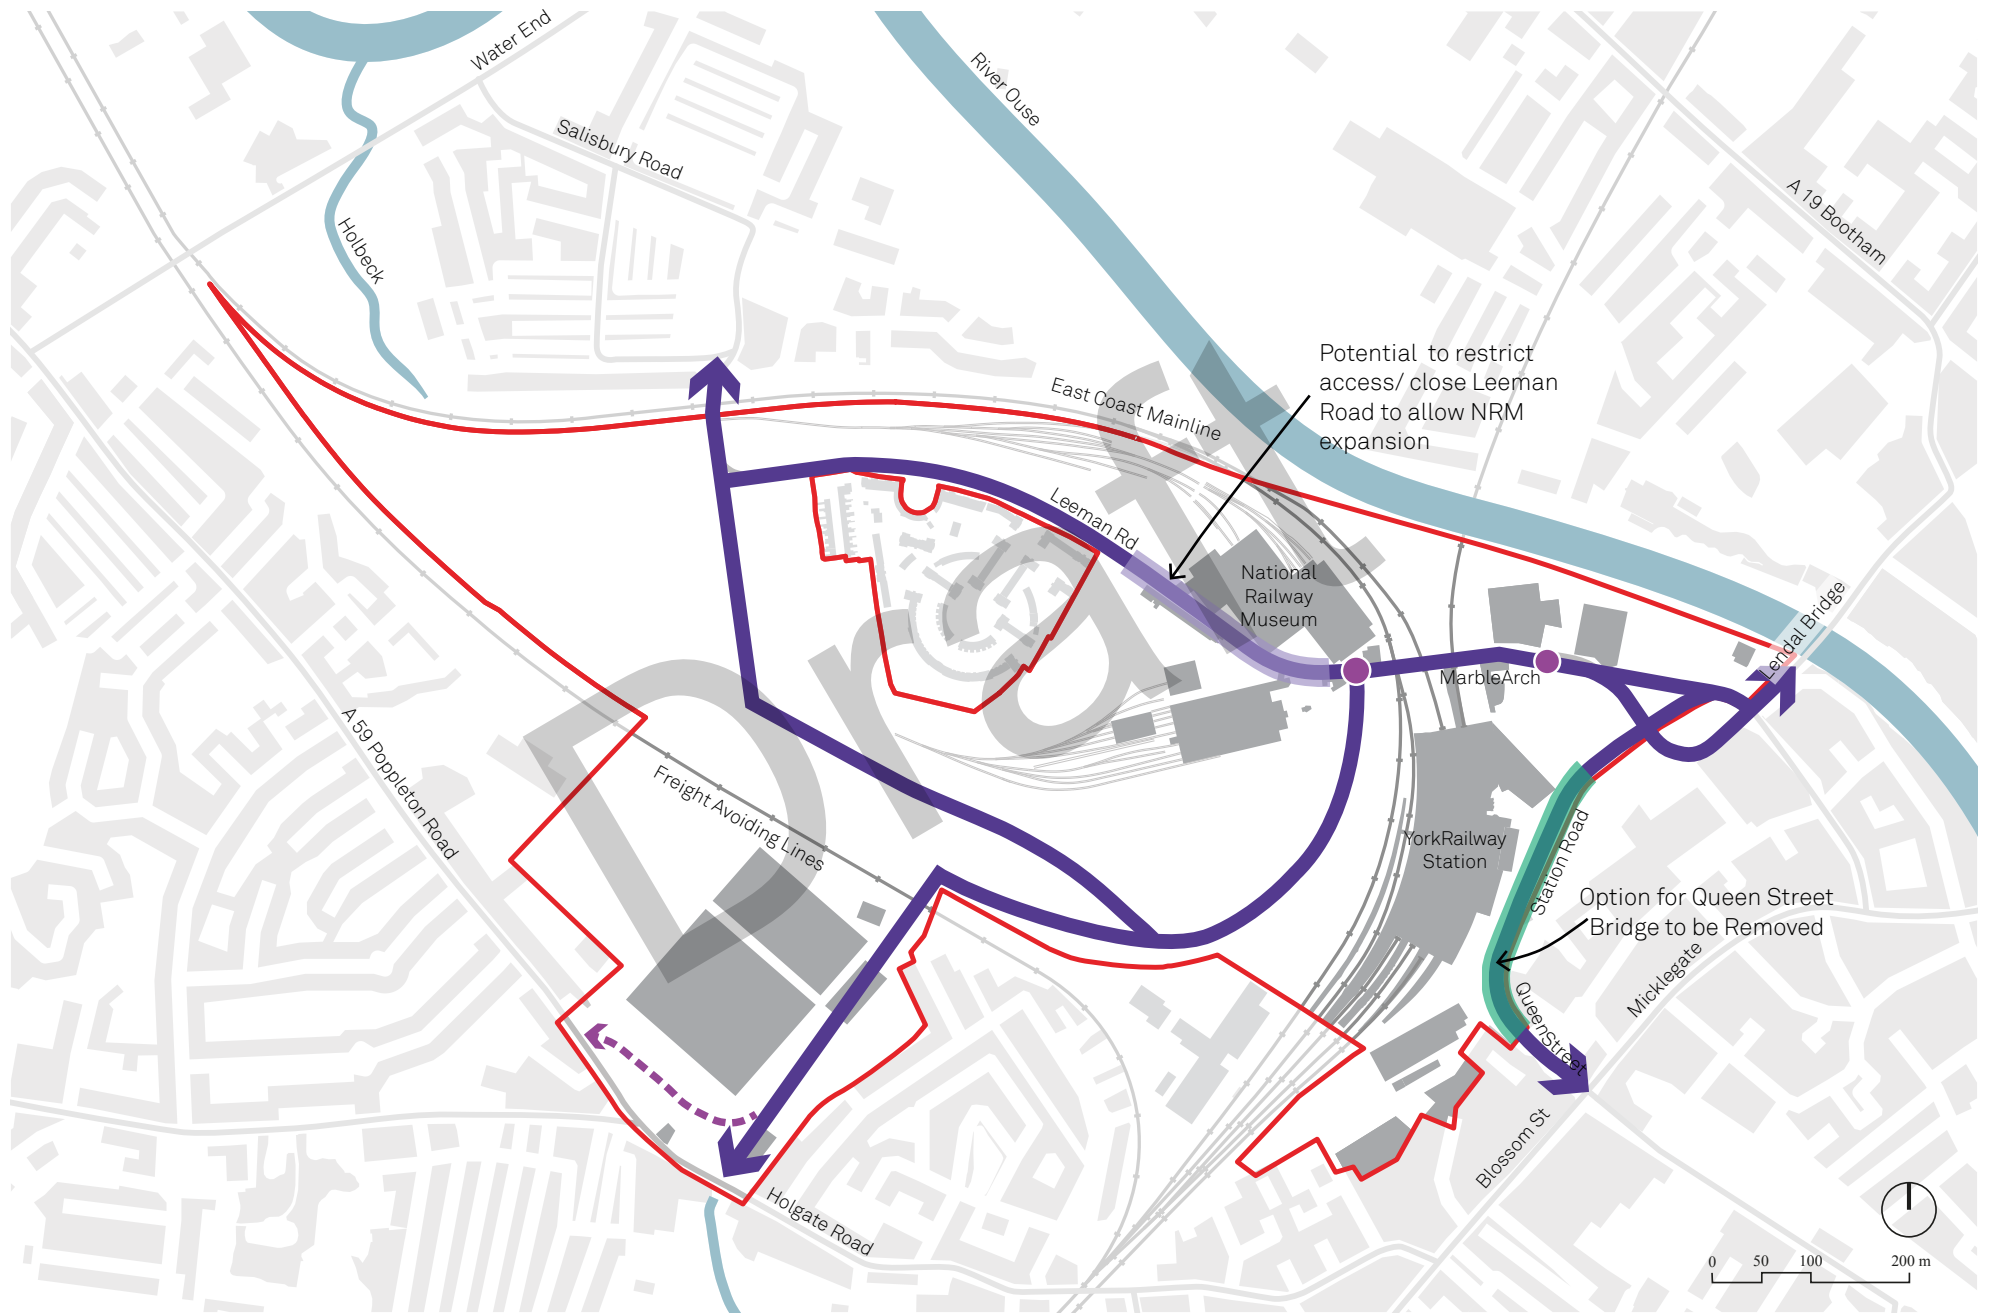 Water End
River Ouse
Salisbury Road
A 19 Bootham
Holbeck
Potential to restrict
access/ close Leeman
Road to allow NRM
expansion
East Coast Mainline
Leeman Rd
National
Railway
Museum
Lendal Bridge
MarbleArch
A 59 Poppleton Road
Freight Avoiding Lines
YorkRailway
Station
Station Road
Option for Queen Street
Bridge to be Removed
Micklegate
QueenStreet
Blossom St
Holgate Road
0 50 100 200 m
Draft